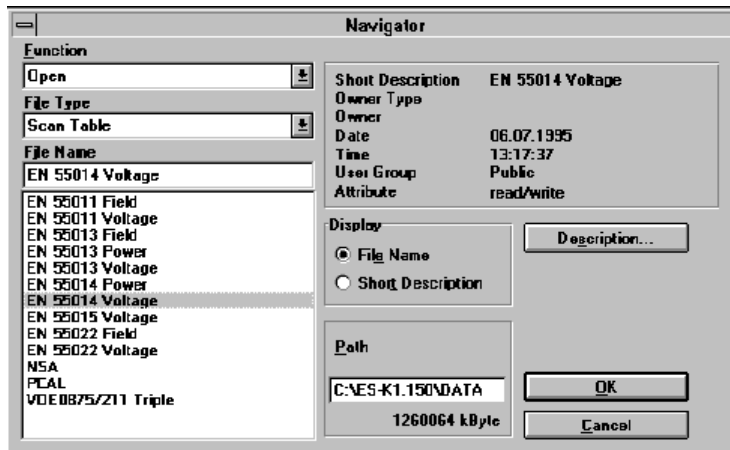 Navigator
Function
Open
File Type
Scan Table
File Name
EN 55014 Voltage
EN 55011 Field
EN 55011 Voltage
EN 55013 Field
EN 55013 Power
EN 55013 Voltage
EN 55014 Power
EN 55014 Voltage
EN 55015 Voltage
EN 55022 Field
EN 55022 Voltage
NSA
PCAL
VDE0875/211 Triple
Short Description EN 55014 Voltage
Owner Type
Owner
Date 06.07.1995
Time 13:17:37
User Group Public
Attribute read/write
Display
File Name
Short Description
Description...
Path
C:\ES-K1.150\DATA
1260064 kByte
OK
Cancel